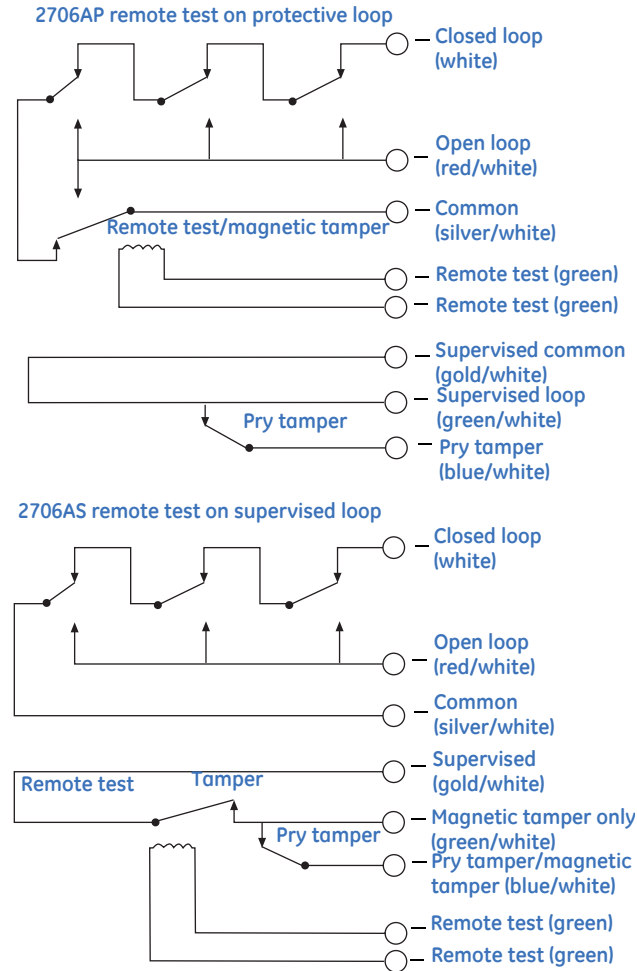 2706AP remote test on protective loop
Closed loop
(white)
Open loop
(red/white)
Common
(silver/white)
Remote test/magnetic tamper
Remote test (green)
Remote test (green)
Supervised common
(gold/white)
Supervised loop
(green/white)
Pry tamper
Pry tamper
(blue/white)
2706AS remote test on supervised loop
Closed loop
(white)
Open loop
(red/white)
Common
(silver/white)
Supervised
(gold/white)
Remote test
Tamper
Magnetic tamper only
(green/white)
Pry tamper
Pry tamper/magnetic
tamper (blue/white)
Remote test (green)
Remote test (green)